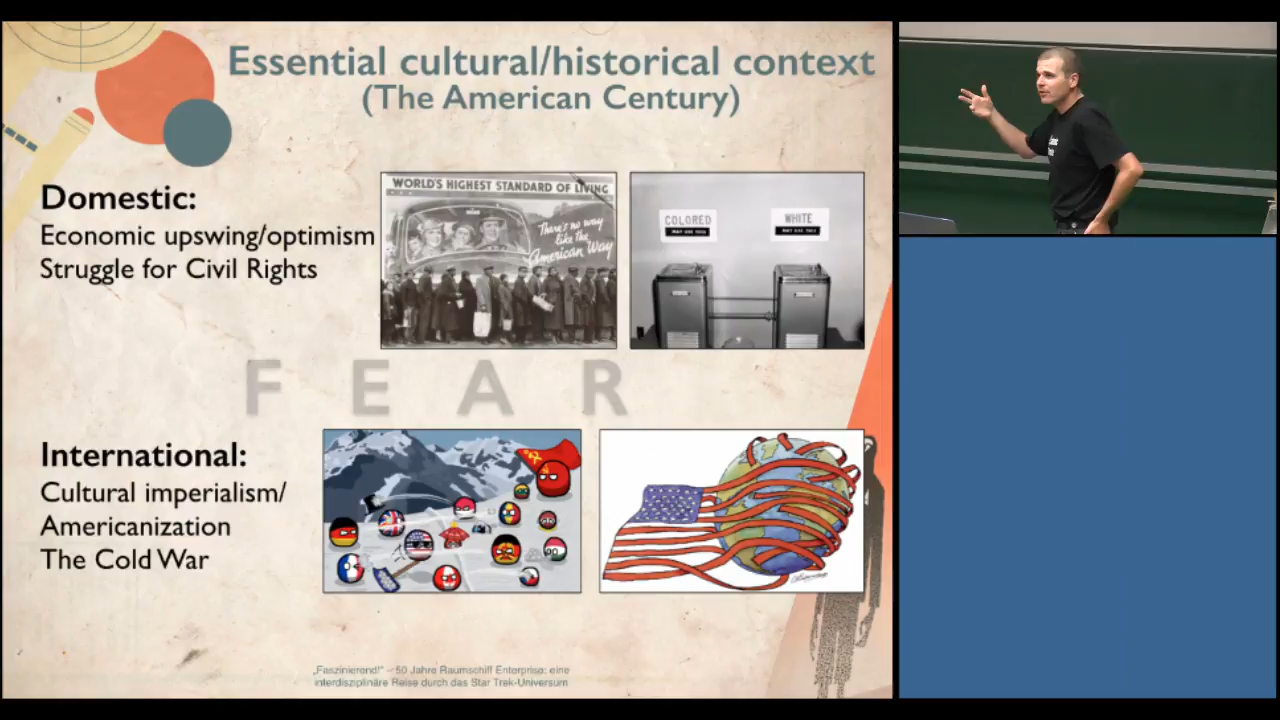 Essential cultural/historical context
(The American Century)
Domestic:
Economic upswing/optimism
Struggle for Civil Rights
WORLD'S HIGHEST STANDARD OF LIVING
There's no way
like the
American Way
COLORED
WHITE
FEAR
International:
Cultural imperialism/
Americanization
The Cold War
„Faszinierend!“ – 50 Jahre Raumschiff Enterprise: eine
interdisziplinäre Reise durch das Star Trek-Universum